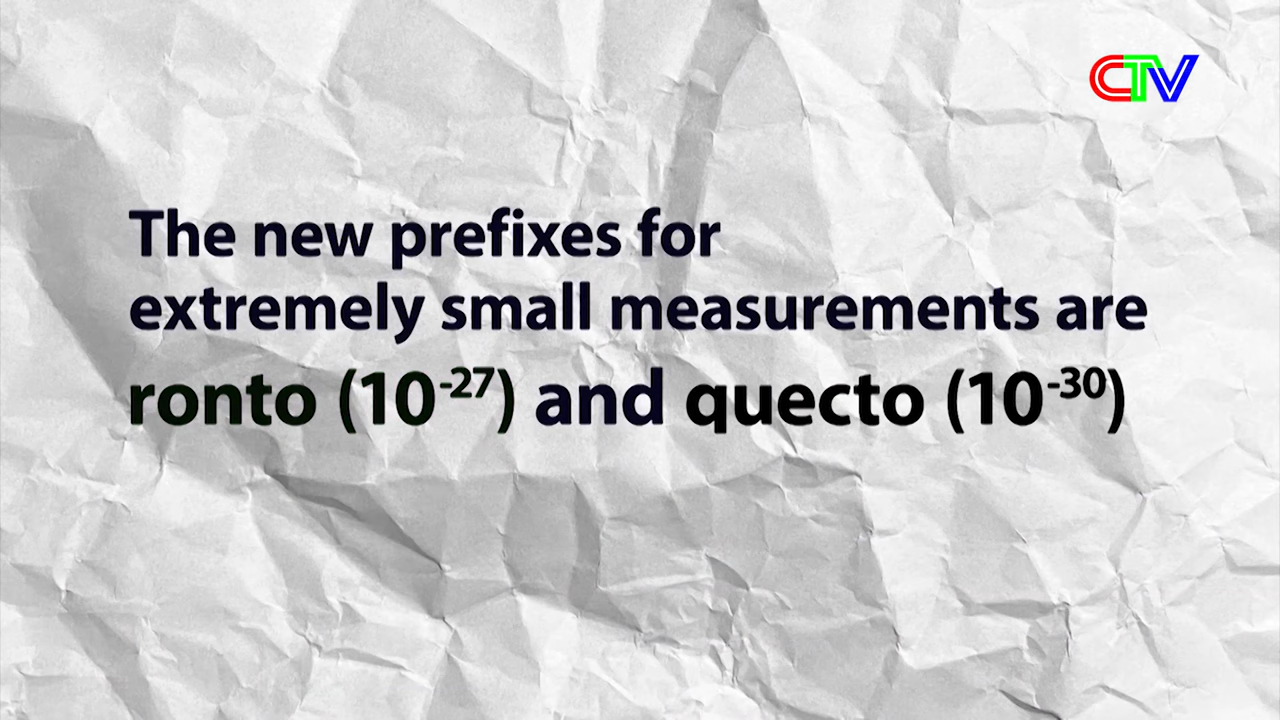 CTV
The new prefixes for
extremely small measurements are
ronto (10⁻²⁷) and quecto (10⁻³⁰)